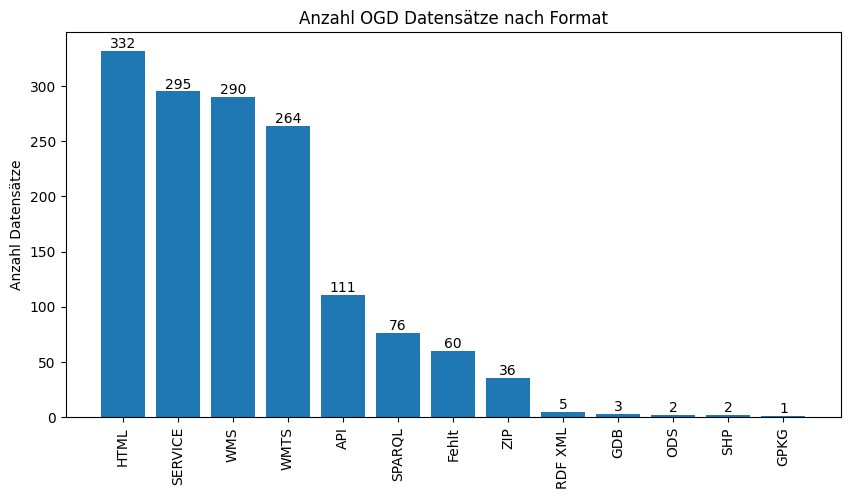 Anzahl OGD Datensätze nach Format
Anzahl Datensätze
300
250
200
150
100
50
0
332
295
290
264
111
76
60
36
5
3
2
2
1
HTML
SERVICE
WMS
WMTS
API
SPARQL
Fehlt
ZIP
RDF XML
GDB
ODS
SHP
GPKG